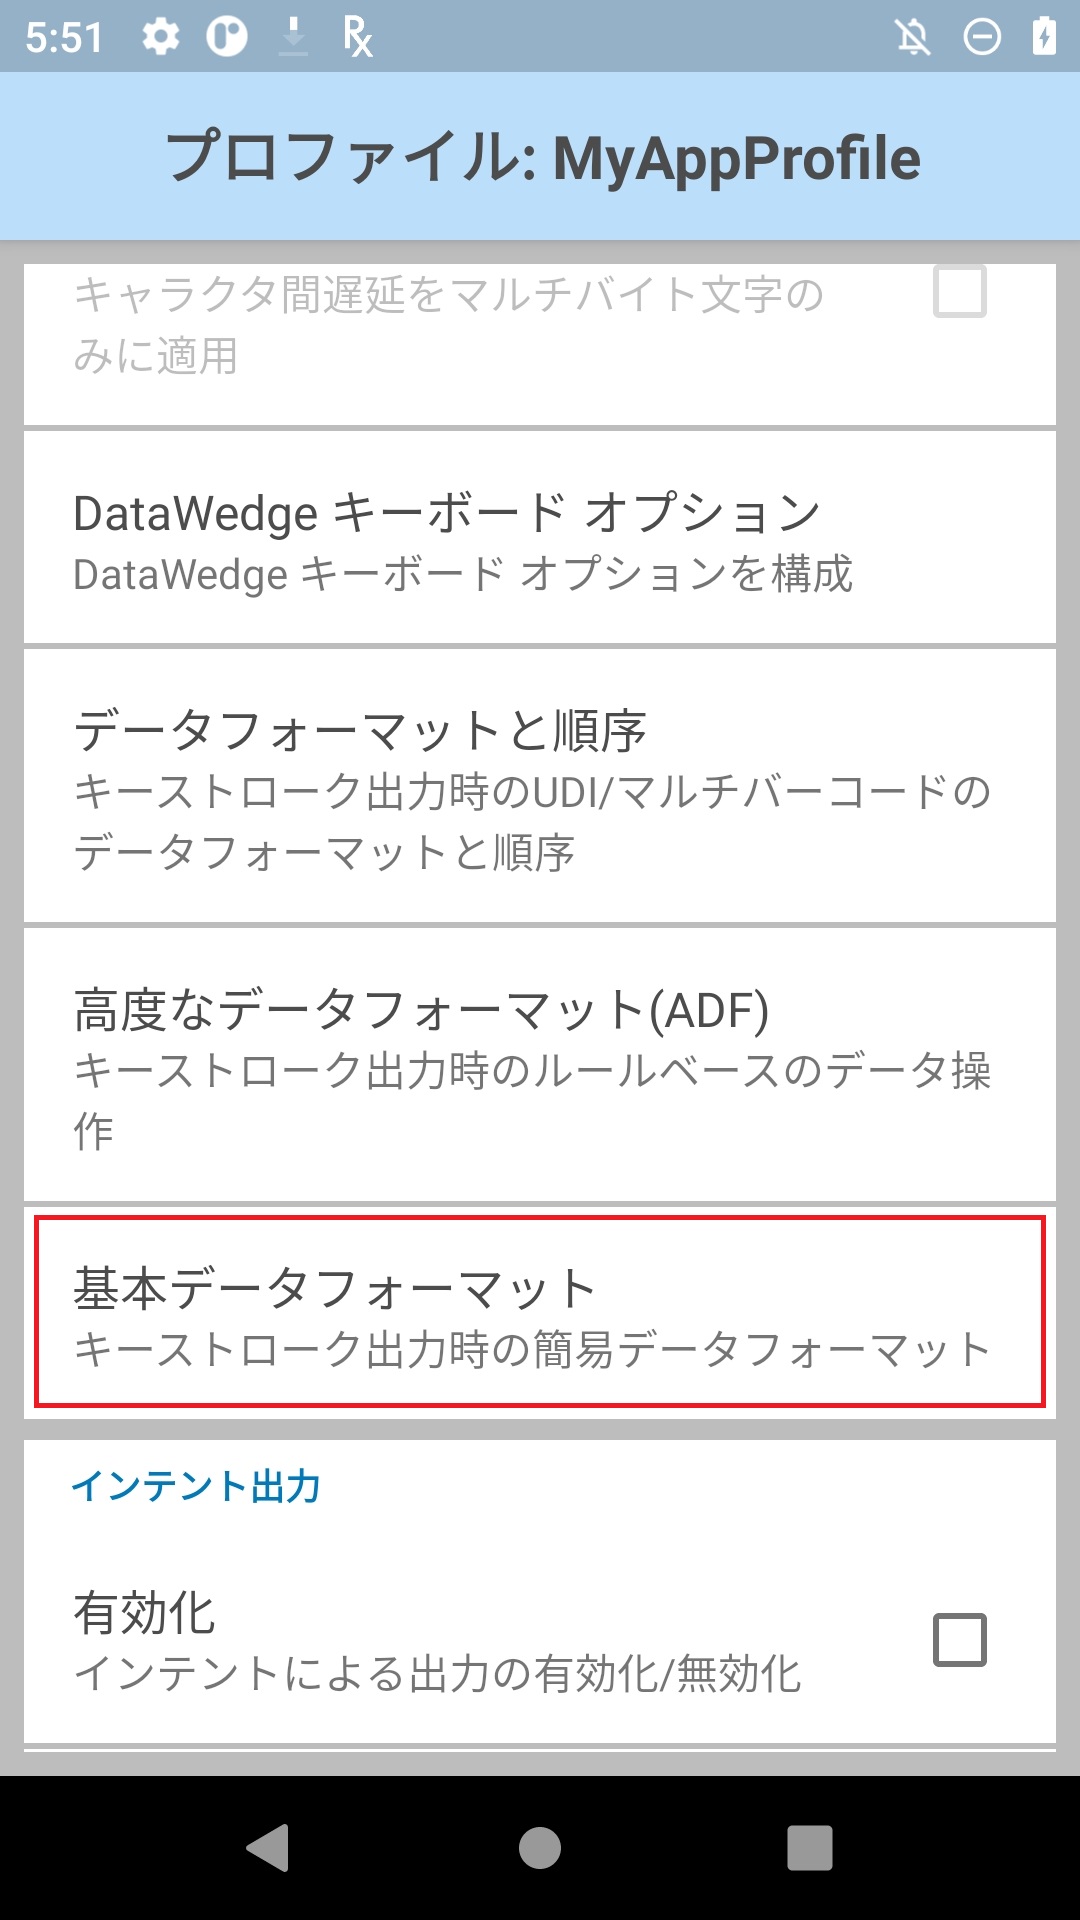 5:51
プロファイル: MyAppProfile
キャラクタ間遅延をマルチバイト文字の
みに適用
DataWedge キーボード オプション
DataWedge キーボード オプションを構成
データフォーマットと順序
キーストローク出力時のUDI/マルチバーコードの
データフォーマットと順序
高度なデータフォーマット(ADF)
キーストローク出力時のルールベースのデータ操
作
基本データフォーマット
キーストローク出力時の簡易データフォーマット
インテント出力
有効化
インテントによる出力の有効化/無効化